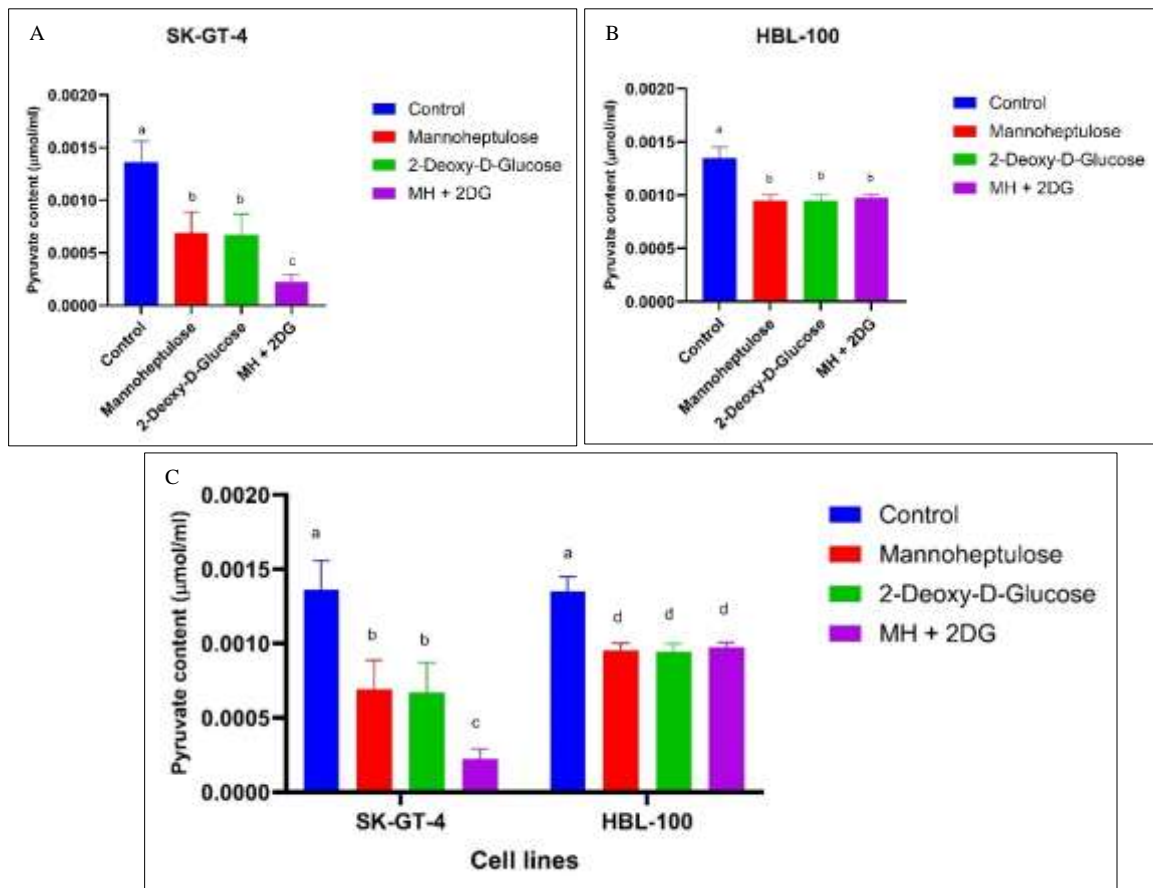 A
SK-GT-4
Pyruvate content (μmol/ml)
0.0020
0.0015
0.0010
0.0005
0.0000
a
b
b
c
Control
Mannoheptulose
2-Deoxy-D-Glucose
MH + 2DG
Control
Mannoheptulose
2-Deoxy-D-Glucose
MH + 2DG
B
HBL-100
Pyruvate content (μmol/ml)
0.0020
0.0015
0.0010
0.0005
0.0000
a
b
b
b
Control
Mannoheptulose
2-Deoxy-D-Glucose
MH + 2DG
Control
Mannoheptulose
2-Deoxy-D-Glucose
MH + 2DG
C
Pyruvate content (μmol/ml)
0.0020
0.0015
0.0010
0.0005
0.0000
a
b
b
c
a
d
d
d
SK-GT-4
HBL-100
Cell lines
Control
Mannoheptulose
2-Deoxy-D-Glucose
MH + 2DG